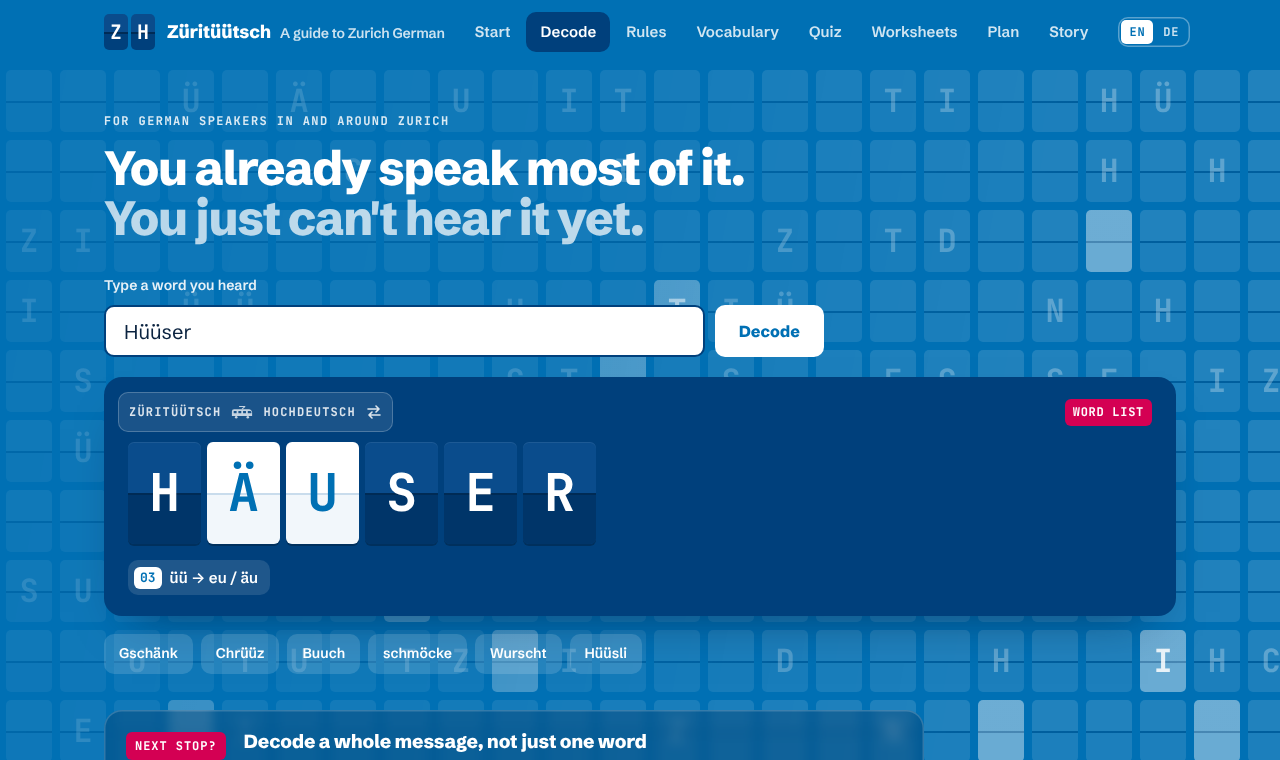 Z H Züritüütsch A guide to Zurich German Start Decode Rules Vocabulary Quiz Worksheets Plan Story EN DE
FOR GERMAN SPEAKERS IN AND AROUND ZURICH
You already speak most of it.
You just can't hear it yet.
Type a word you heard
Hüüser Decode
ZÜRITÜÜTSCH HOCHDEUTSCH WORD LIST
HÄUSER
03 üü → eu / äu
Gschänk Chrüüz Buuch schmöcke Wurscht Hüüsli
NEXT STOP? Decode a whole message, not just one word